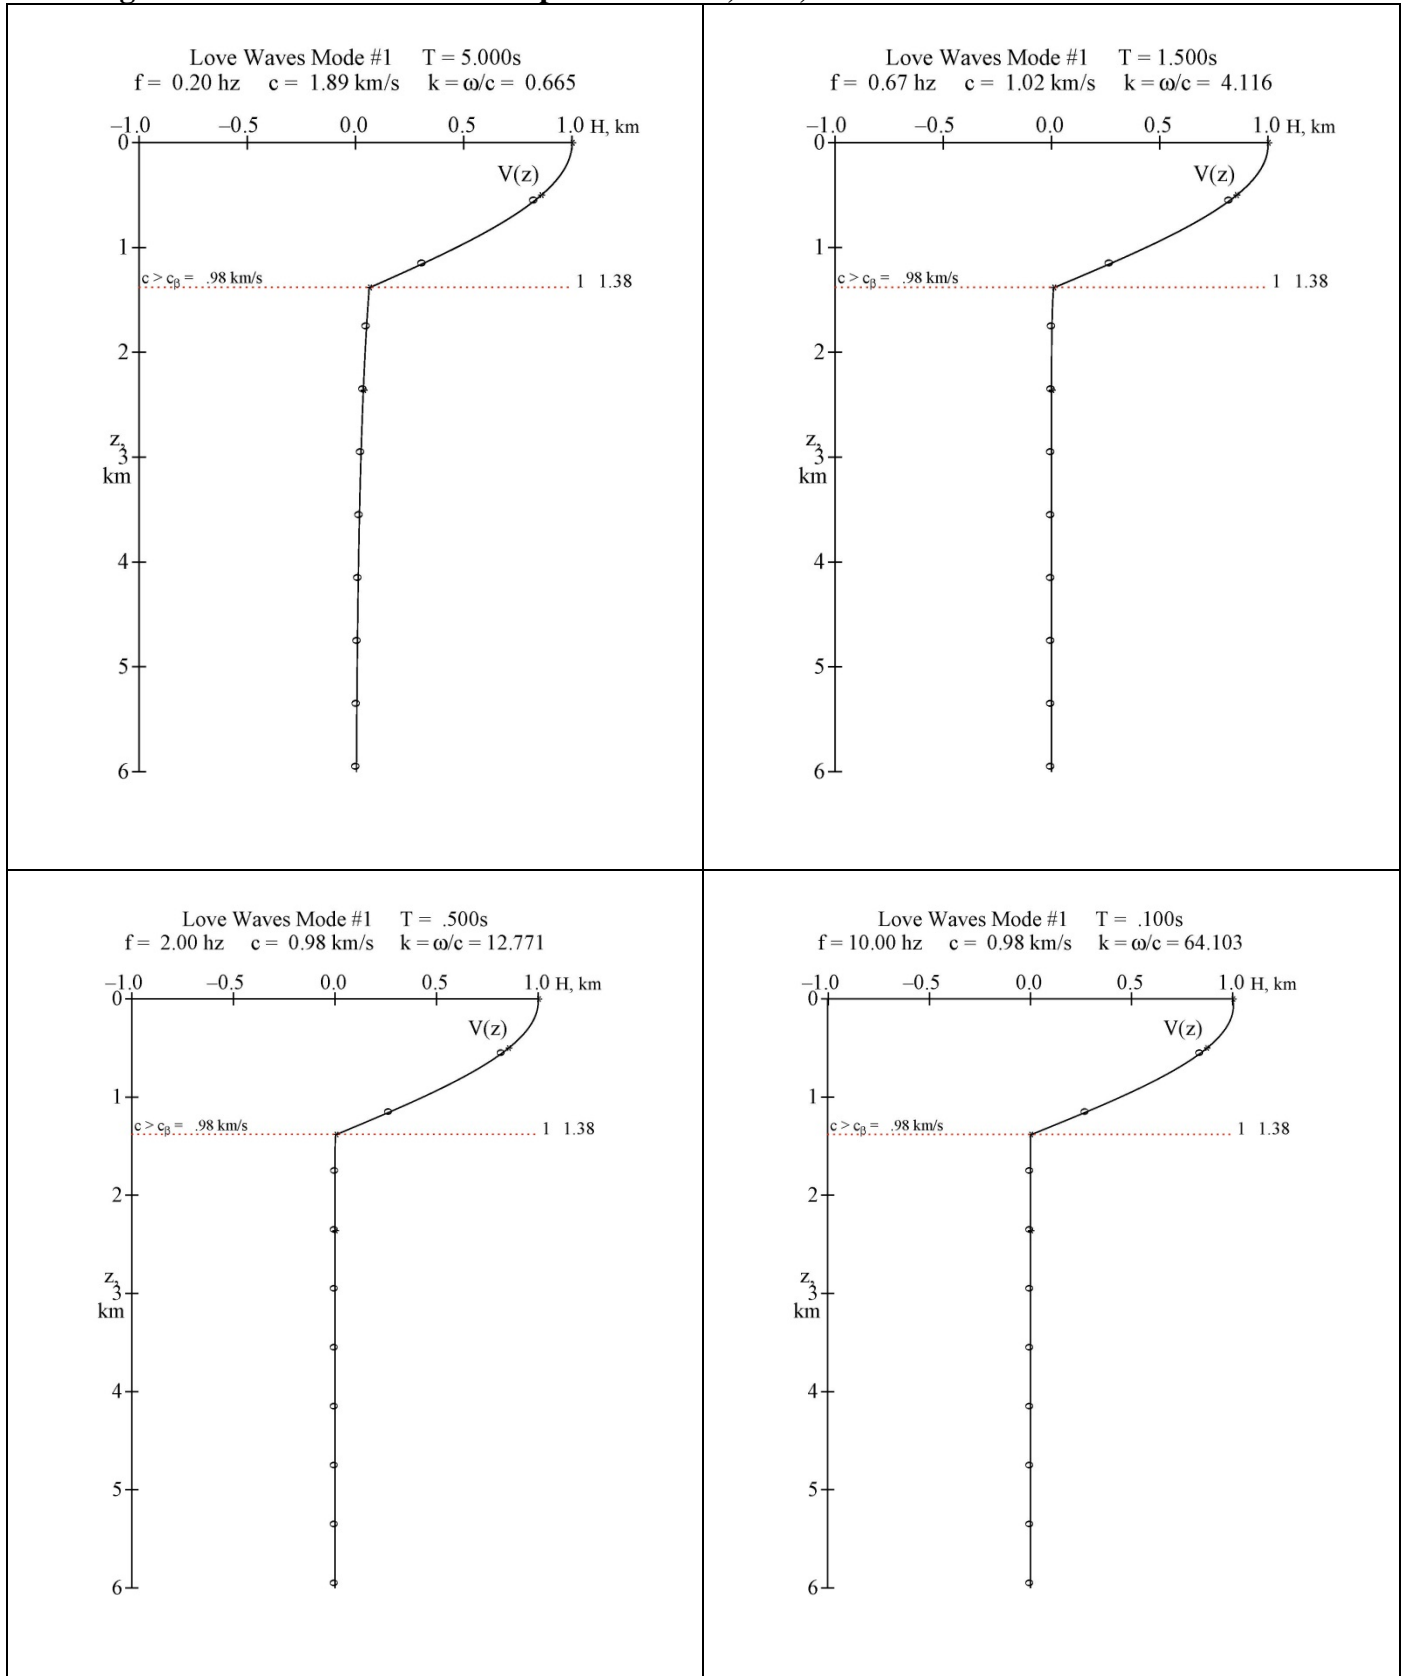 Love Waves Mode #1 T = 5.000s
f = 0.20 hz c = 1.89 km/s k = ω/c = 0.665
–1.0 –0.5 0.0 0.5 1.0 H, km
0
V(z)
1
c > cβ = .98 km/s 1 1.38
2
z,
3
km
4
5
6
Love Waves Mode #1 T = 1.500s
f = 0.67 hz c = 1.02 km/s k = ω/c = 4.116
–1.0 –0.5 0.0 0.5 1.0 H, km
0
V(z)
1
c > cβ = .98 km/s 1 1.38
2
z,
3
km
4
5
6
Love Waves Mode #1 T = .500s
f = 2.00 hz c = 0.98 km/s k = ω/c = 12.771
–1.0 –0.5 0.0 0.5 1.0 H, km
0
V(z)
1
c > cβ = .98 km/s 1 1.38
2
z,
3
km
4
5
6
Love Waves Mode #1 T = .100s
f = 10.00 hz c = 0.98 km/s k = ω/c = 64.103
–1.0 –0.5 0.0 0.5 1.0 H, km
0
V(z)
1
c > cβ = .98 km/s 1 1.38
2
z,
3
km
4
5
6